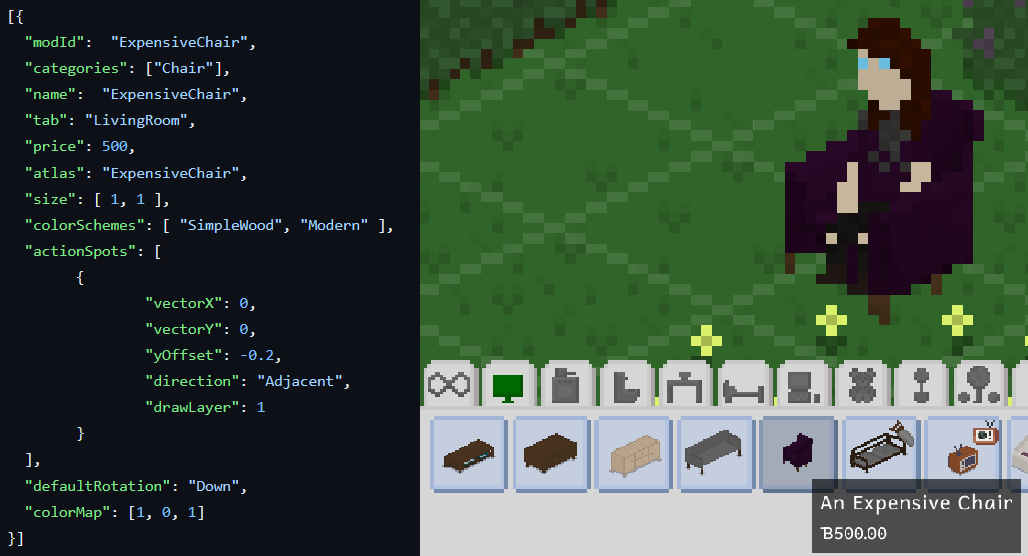 [{
"modId":  "ExpensiveChair",
"categories": ["Chair"],
"name":  "ExpensiveChair",
"tab": "LivingRoom",
"price": 500,
"atlas": "ExpensiveChair",
"size": [ 1, 1 ],
"colorSchemes": [ "SimpleWood", "Modern" ],
"actionSpots": [
{
"vectorX": 0,
"vectorY": 0,
"yOffset": -0.2,
"direction": "Adjacent",
"drawLayer": 1
}
],
"defaultRotation": "Down",
"colorMap": [1, 0, 1]
}]
An Expensive Chair
Ɓ500.00